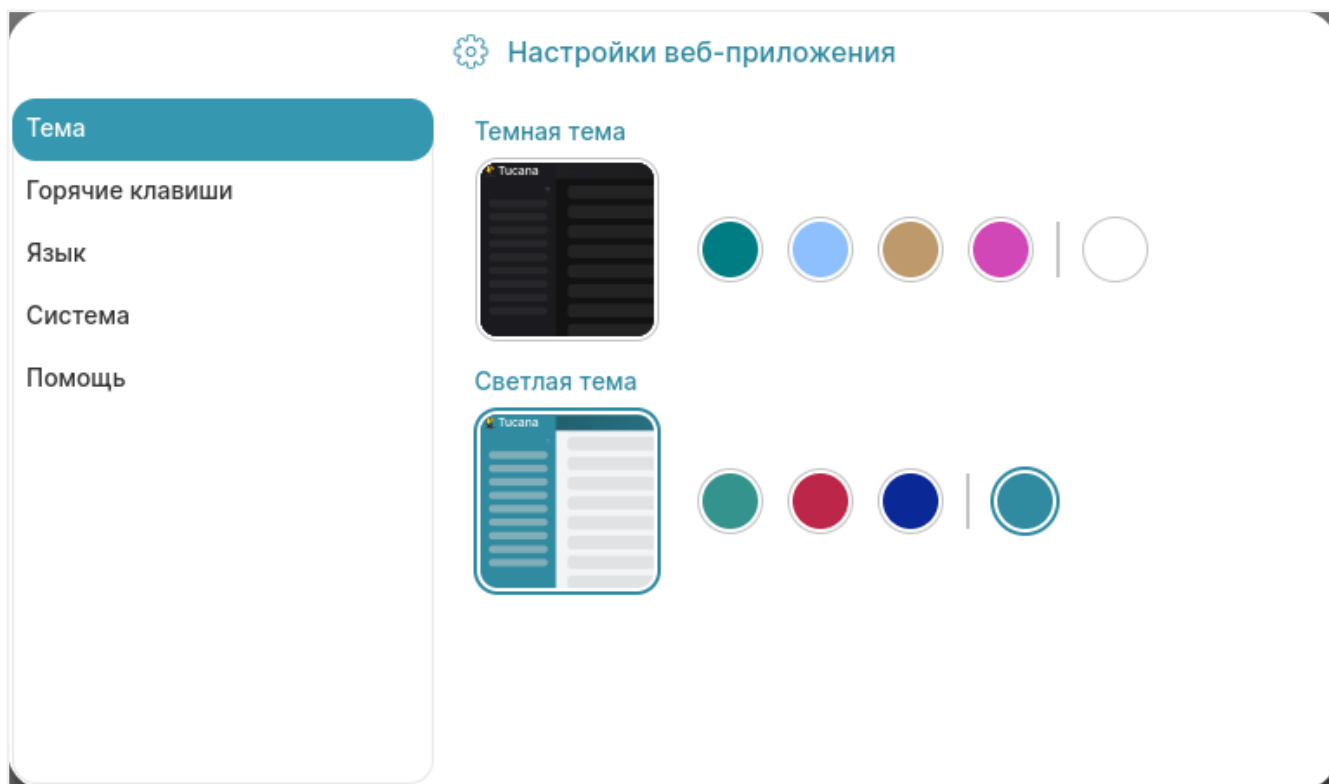 Настройки веб-приложения
Тема
Горячие клавиши
Язык
Система
Помощь
Темная тема
Tucana
Светлая тема
Tucana